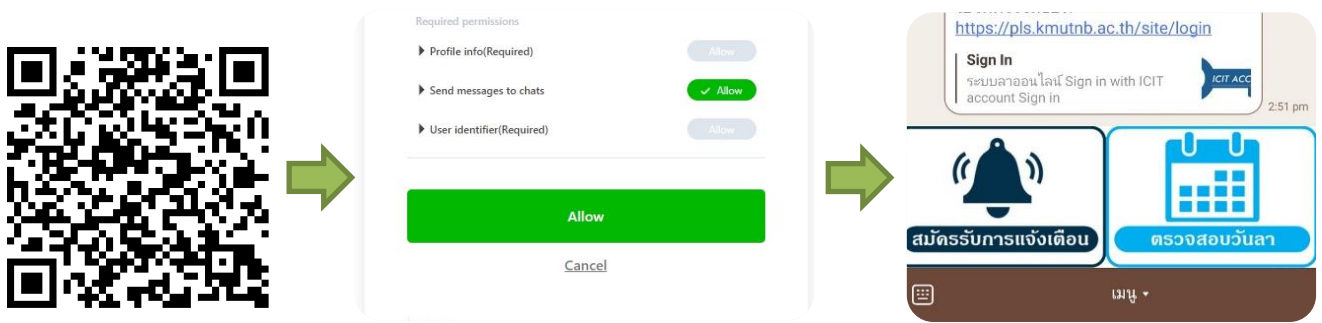 Required permissions
Profile info(Required)
Allow
Send messages to chats
Allow
User identifier(Required)
Allow
Allow
Cancel
https://pls.kmutnb.ac.th/site/login
Sign In
ระบบลาออนไลน์ Sign in with ICIT
account Sign in
ICIT ACC
2:51 pm
สมัครรับการแจ้งเตือน
ตรวจสอบวันลา
เมนู